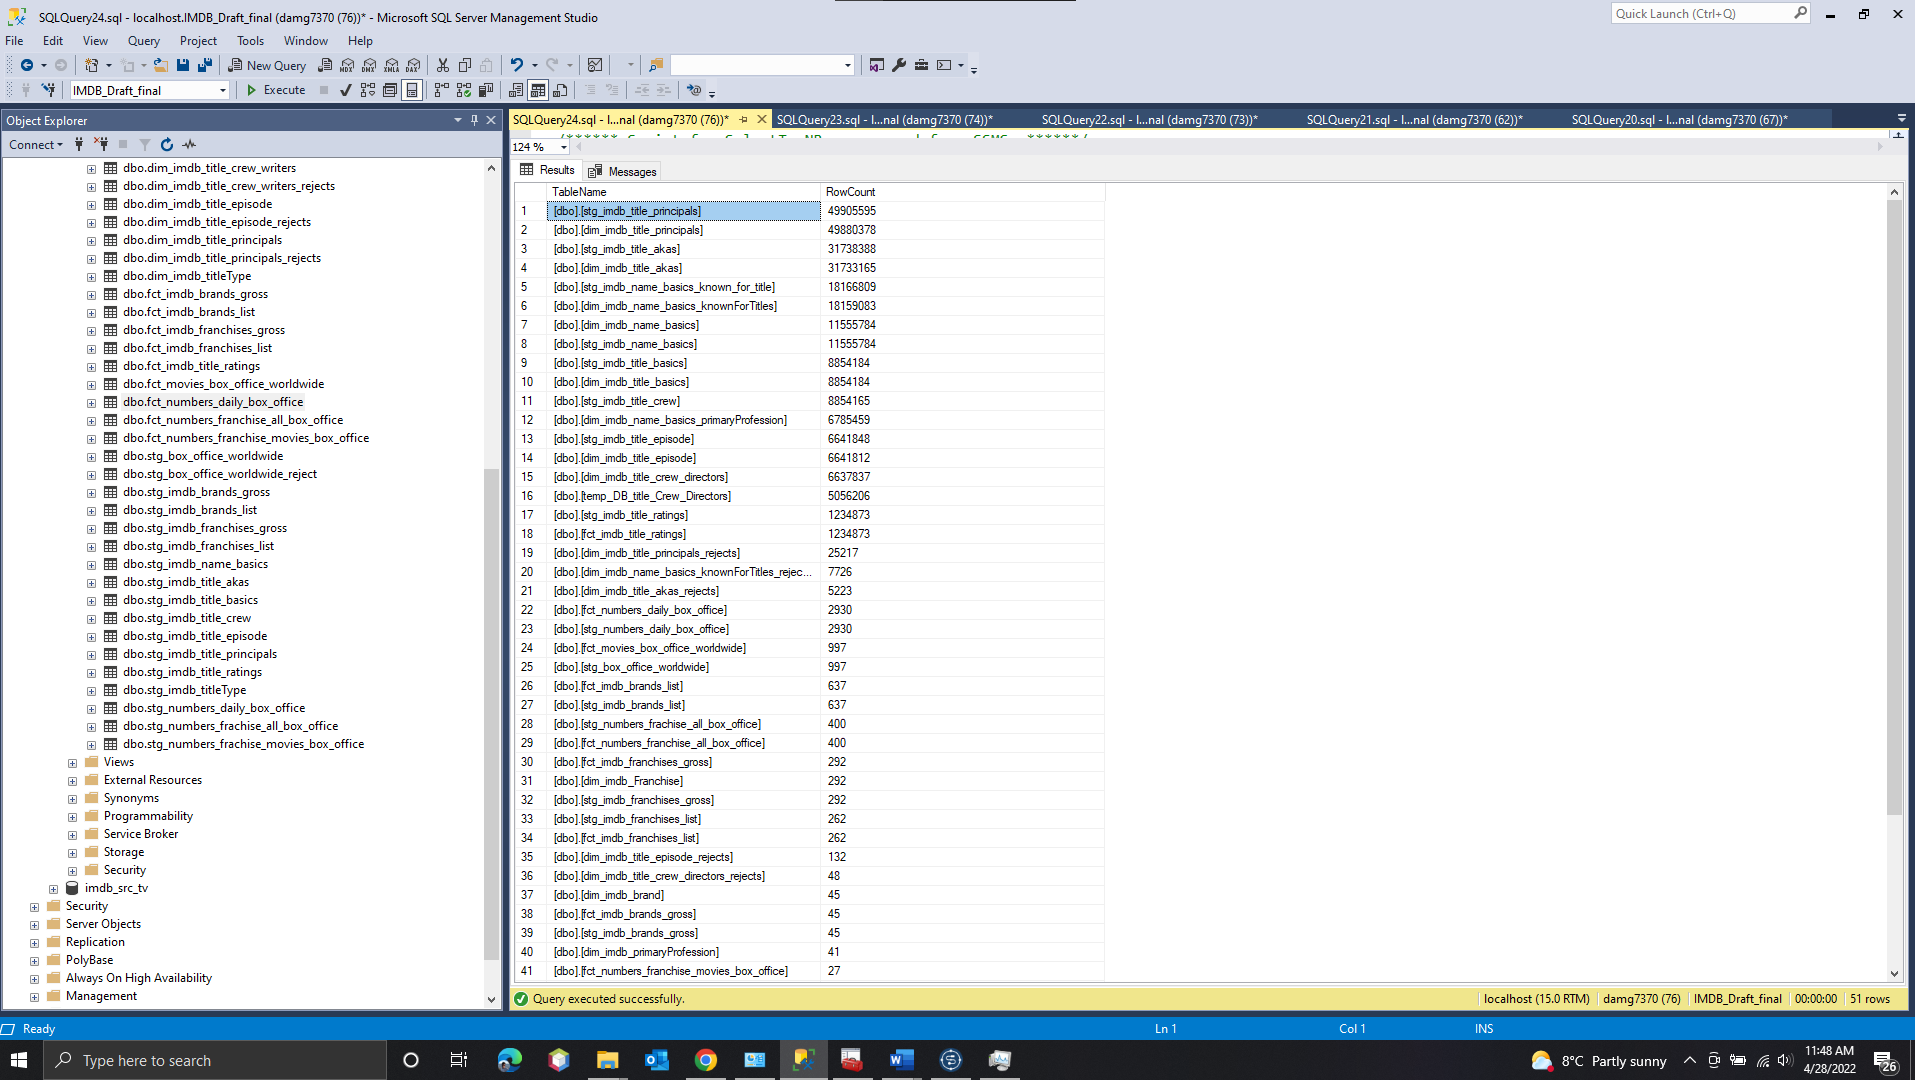 SQLQuery24.sql - localhost.IMDB_Draft_final (damg7370 (76))* - Microsoft SQL Server Management Studio
Quick Launch (Ctrl+Q)
File Edit View Query Project Tools Window Help
New Query
MDX DMX XMLA DAX
IMDB_Draft_final
Execute
Object Explorer
Connect
dbo.dim_imdb_title_crew_writers
dbo.dim_imdb_title_crew_writers_rejects
dbo.dim_imdb_title_episode
dbo.dim_imdb_title_episode_rejects
dbo.dim_imdb_title_principals
dbo.dim_imdb_title_principals_rejects
dbo.dim_imdb_titleType
dbo.fct_imdb_brands_gross
dbo.fct_imdb_brands_list
dbo.fct_imdb_franchises_gross
dbo.fct_imdb_franchises_list
dbo.fct_imdb_title_ratings
dbo.fct_movies_box_office_worldwide
dbo.fct_numbers_daily_box_office
dbo.fct_numbers_franchise_all_box_office
dbo.fct_numbers_franchise_movies_box_office
dbo.stg_box_office_worldwide
dbo.stg_box_office_worldwide_reject
dbo.stg_imdb_brands_gross
dbo.stg_imdb_brands_list
dbo.stg_imdb_franchises_gross
dbo.stg_imdb_franchises_list
dbo.stg_imdb_name_basics
dbo.stg_imdb_title_akas
dbo.stg_imdb_title_basics
dbo.stg_imdb_title_crew
dbo.stg_imdb_title_episode
dbo.stg_imdb_title_principals
dbo.stg_imdb_title_ratings
dbo.stg_imdb_titleType
dbo.stg_numbers_daily_box_office
dbo.stg_numbers_frachise_all_box_office
dbo.stg_numbers_frachise_movies_box_office
Views
External Resources
Synonyms
Programmability
Service Broker
Storage
Security
imdb_src_tv
Security
Server Objects
Replication
PolyBase
Always On High Availability
Management
SQLQuery24.sql - l...nal (damg7370 (76))* SQLQuery23.sql - l...nal (damg7370 (74))* SQLQuery22.sql - l...nal (damg7370 (73))* SQLQuery21.sql - l...nal (damg7370 (62))* SQLQuery20.sql - l...nal (damg7370 (67))*
124 %
Results Messages
TableName RowCount
1 [dbo].[stg_imdb_title_principals] 49905595
2 [dbo].[dim_imdb_title_principals] 49880378
3 [dbo].[stg_imdb_title_akas] 31738388
4 [dbo].[dim_imdb_title_akas] 31733165
5 [dbo].[stg_imdb_name_basics_known_for_title] 18166809
6 [dbo].[dim_imdb_name_basics_knownForTitles] 18159083
7 [dbo].[dim_imdb_name_basics] 11555784
8 [dbo].[stg_imdb_name_basics] 11555784
9 [dbo].[stg_imdb_title_basics] 8854184
10 [dbo].[dim_imdb_title_basics] 8854184
11 [dbo].[stg_imdb_title_crew] 8854165
12 [dbo].[dim_imdb_name_basics_primaryProfession] 6785459
13 [dbo].[stg_imdb_title_episode] 6641848
14 [dbo].[dim_imdb_title_episode] 6641812
15 [dbo].[dim_imdb_title_crew_directors] 6637837
16 [dbo].[temp_DB_title_Crew_Directors] 5056206
17 [dbo].[stg_imdb_title_ratings] 1234873
18 [dbo].[fct_imdb_title_ratings] 1234873
19 [dbo].[dim_imdb_title_principals_rejects] 25217
20 [dbo].[dim_imdb_name_basics_knownForTitles_rejec... 7726
21 [dbo].[dim_imdb_title_akas_rejects] 5223
22 [dbo].[fct_numbers_daily_box_office] 2930
23 [dbo].[stg_numbers_daily_box_office] 2930
24 [dbo].[fct_movies_box_office_worldwide] 997
25 [dbo].[stg_box_office_worldwide] 997
26 [dbo].[fct_imdb_brands_list] 637
27 [dbo].[stg_imdb_brands_list] 637
28 [dbo].[stg_numbers_frachise_all_box_office] 400
29 [dbo].[fct_numbers_franchise_all_box_office] 400
30 [dbo].[fct_imdb_franchises_gross] 292
31 [dbo].[dim_imdb_Franchise] 292
32 [dbo].[stg_imdb_franchises_gross] 292
33 [dbo].[stg_imdb_franchises_list] 262
34 [dbo].[fct_imdb_franchises_list] 262
35 [dbo].[dim_imdb_title_episode_rejects] 132
36 [dbo].[dim_imdb_title_crew_directors_rejects] 48
37 [dbo].[dim_imdb_brand] 45
38 [dbo].[fct_imdb_brands_gross] 45
39 [dbo].[stg_imdb_brands_gross] 45
40 [dbo].[dim_imdb_primaryProfession] 41
41 [dbo].[fct_numbers_franchise_movies_box_office] 27
Query executed successfully. localhost (15.0 RTM) damg7370 (76) IMDB_Draft_final 00:00:00 51 rows
Ready Ln 1 Col 1 INS
Type here to search
8°C Partly sunny
11:48 AM
4/28/2022
26